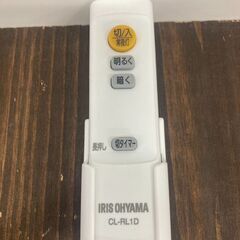 切/入
常夜灯
明るく
暗く
長押し
切タイマー
IRIS OHYAMA
CL-RL1D